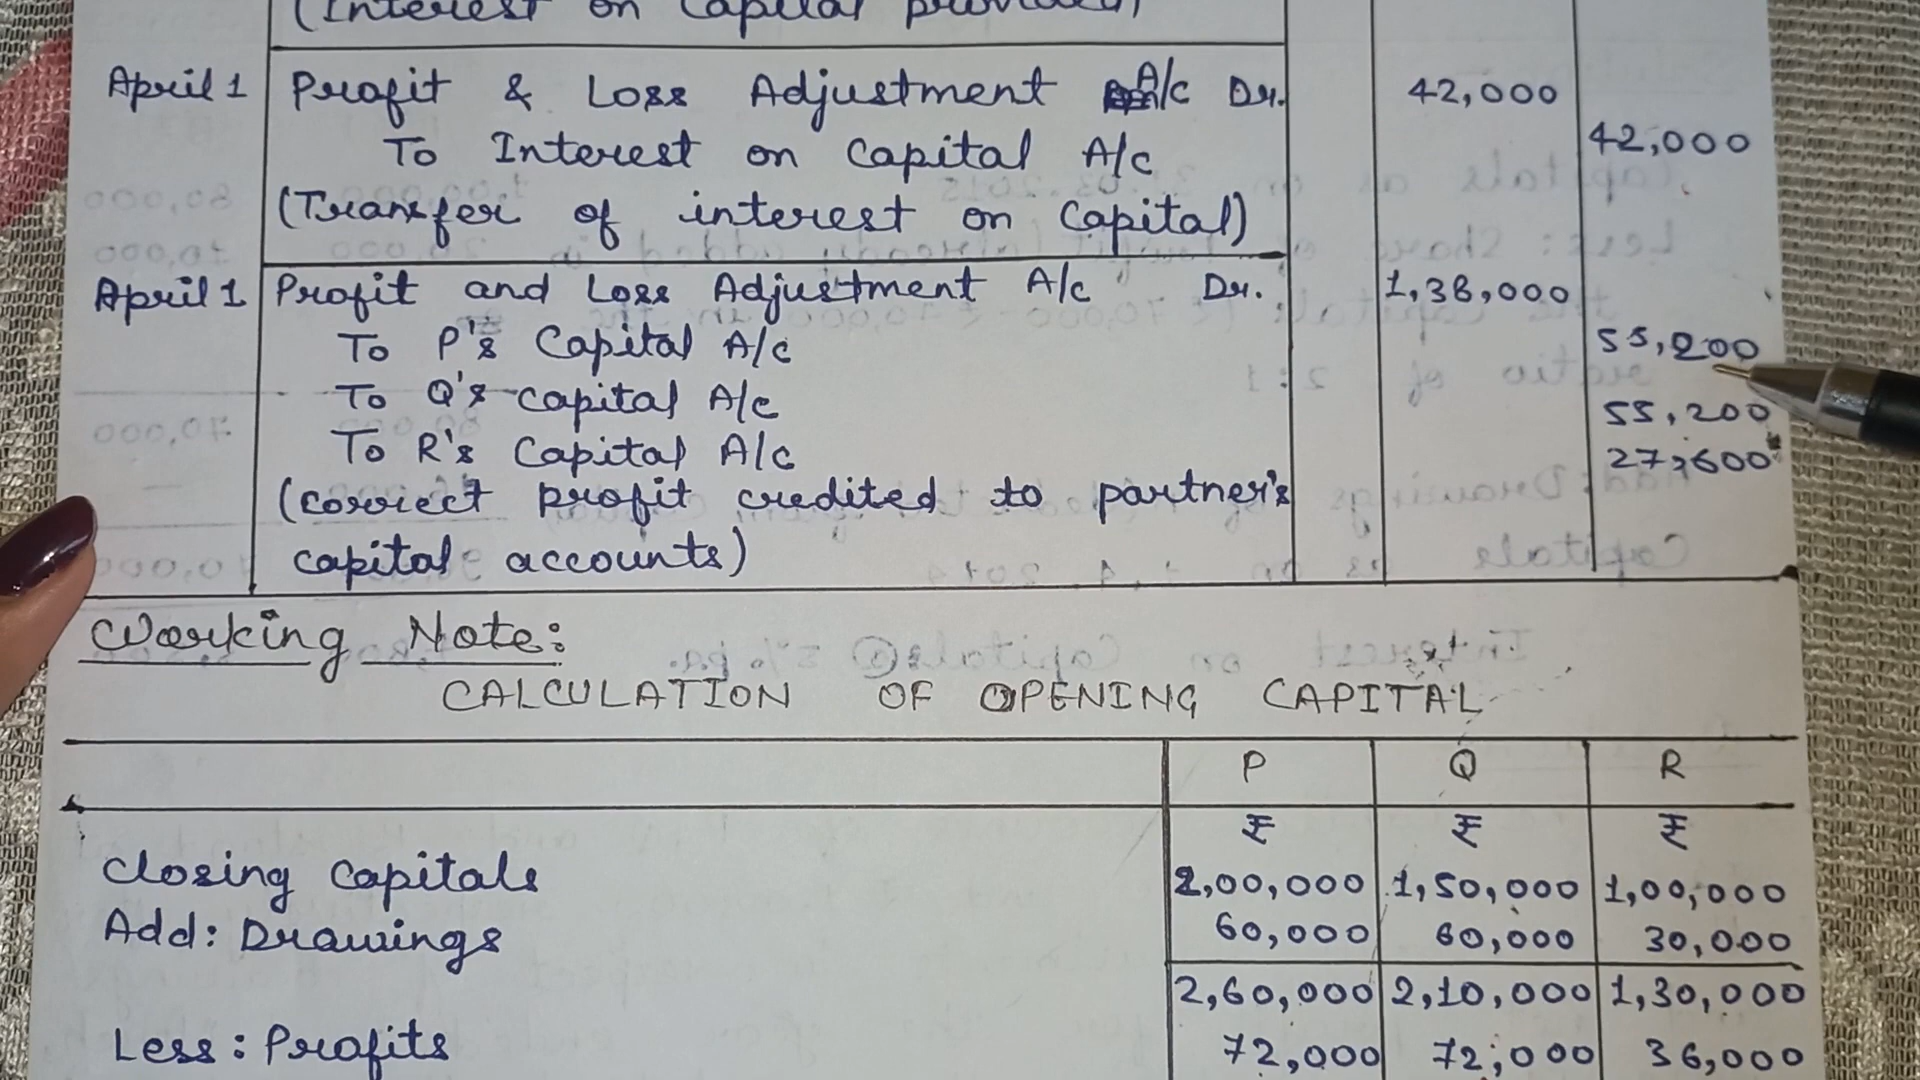 (Interest on Capital provided)
April 1 Profit & Loss Adjustment A/c Dr. 42,000
To Interest on Capital A/c 42,000
(Transfer of interest on Capital)
April 1 Profit and Loss Adjustment A/c Dr. 1,38,000
To P's Capital A/c 55,200
To Q's capital A/c 55,200
To R's Capital A/c 27,600
(correct profit credited to partner's
capital accounts)
Working Note:
CALCULATION OF OPENING CAPITAL
P Q R
₹ ₹ ₹
Closing Capitals 2,00,000 1,50,000 1,00,000
Add: Drawings 60,000 60,000 30,000
2,60,000 2,10,000 1,30,000
Less: Profits 72,000 72,000 36,000